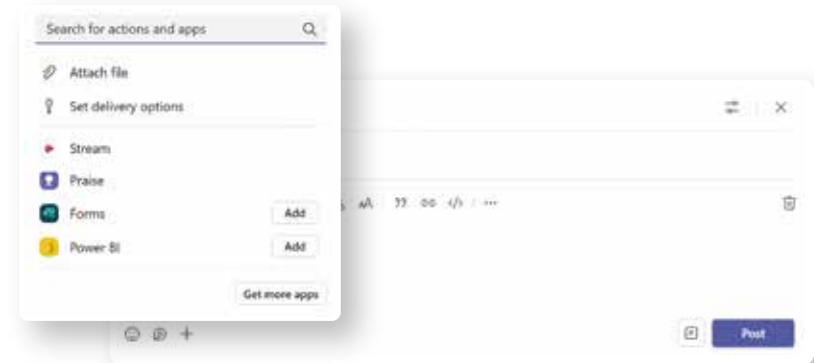 Search for actions and apps
Attach file
Set delivery options
Stream
Praise
Forms Add
Power BI Add
Get more apps
Post